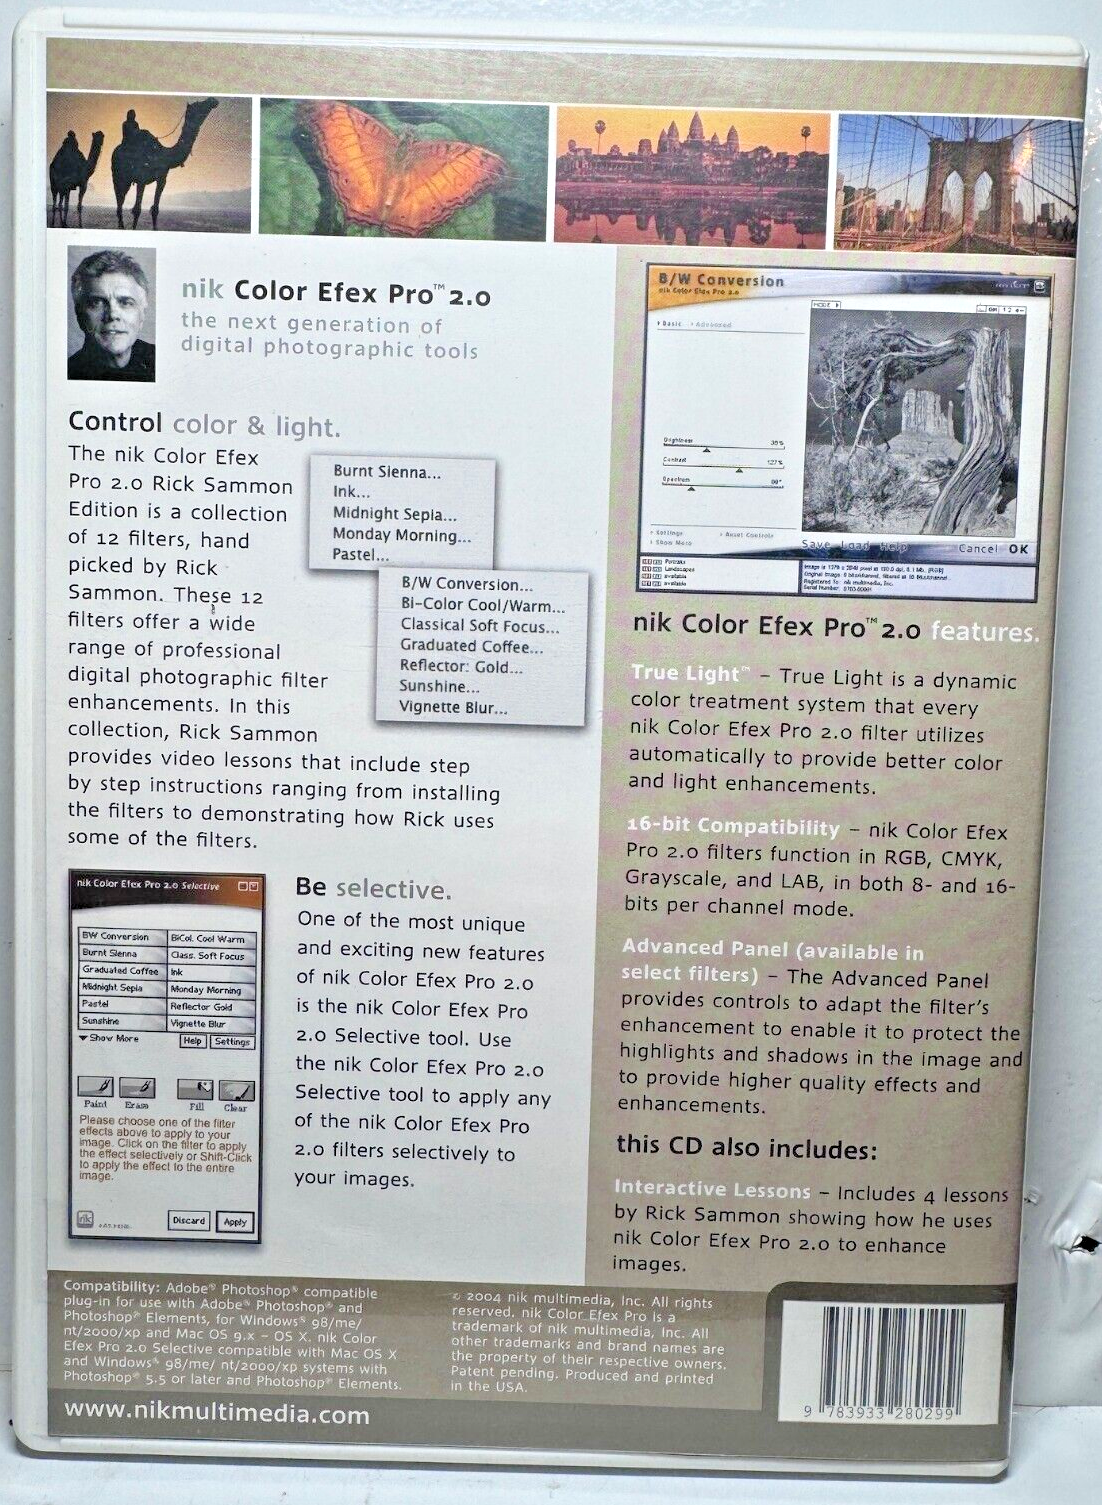 nik Color Efex Pro™ 2.0
the next generation of
digital photographic tools
Control color & light.
The nik Color Efex
Pro 2.0 Rick Sammon
Edition is a collection
of 12 filters, hand
picked by Rick
Sammon. These 12
filters offer a wide
range of professional
digital photographic filter
enhancements. In this
collection, Rick Sammon
provides video lessons that include step
by step instructions ranging from installing
the filters to demonstrating how Rick uses
some of the filters.
Burnt Sienna...
Ink...
Midnight Sepia...
Monday Morning...
Pastel...
B/W Conversion...
Bi-Color Cool/Warm...
Classical Soft Focus...
Graduated Coffee...
Reflector: Gold...
Sunshine...
Vignette Blur...
nik Color Efex Pro 2.0 Selective
BW Conversion BiCol. Cool Warm
Burnt Sienna Class. Soft Focus
Graduated Coffee Ink
Midnight Sepia Monday Morning
Pastel Reflector Gold
Sunshine Vignette Blur
Show More Help Settings
Paint Erase Fill Clear
Please choose one of the filter
effects above to apply to your
image. Click on the filter to apply
the effect selectively or Shift-Click
to apply the effect to the entire
image.
nik
Discard Apply
Be selective.
One of the most unique
and exciting new features
of nik Color Efex Pro 2.0
is the nik Color Efex Pro
2.0 Selective tool. Use
the nik Color Efex Pro 2.0
Selective tool to apply any
of the nik Color Efex Pro
2.0 filters selectively to
your images.
B/W Conversion
nik Color Efex Pro 2.0
MODE
Basic Advanced
Brightness 35%
Contrast 127%
Spectrum
Settings
Show More
Asset Controls
Save Load Help
Cancel OK
Portraits
Landscapes
available
available
nik Color Efex Pro™ 2.0 features.
True Light™ – True Light is a dynamic
color treatment system that every
nik Color Efex Pro 2.0 filter utilizes
automatically to provide better color
and light enhancements.
16-bit Compatibility – nik Color Efex
Pro 2.0 filters function in RGB, CMYK,
Grayscale, and LAB, in both 8- and 16-
bits per channel mode.
Advanced Panel (available in
select filters) – The Advanced Panel
provides controls to adapt the filter's
enhancement to enable it to protect the
highlights and shadows in the image and
to provide higher quality effects and
enhancements.
this CD also includes:
Interactive Lessons – Includes 4 lessons
by Rick Sammon showing how he uses
nik Color Efex Pro 2.0 to enhance
images.
Compatibility: Adobe® Photoshop® compatible
plug-in for use with Adobe® Photoshop® and
Photoshop® Elements, for Windows® 98/me/
nt/2000/xp and Mac OS 9.x – OS X. nik Color
Efex Pro 2.0 Selective compatible with Mac OS X
and Windows® 98/me/ nt/2000/xp systems with
Photoshop® 5.5 or later and Photoshop® Elements.
www.nikmultimedia.com
© 2004 nik multimedia, Inc. All rights
reserved. nik Color Efex Pro is a
trademark of nik multimedia, Inc. All
other trademarks and brand names are
the property of their respective owners.
Patent pending. Produced and printed
in the USA.
9 783933 280299